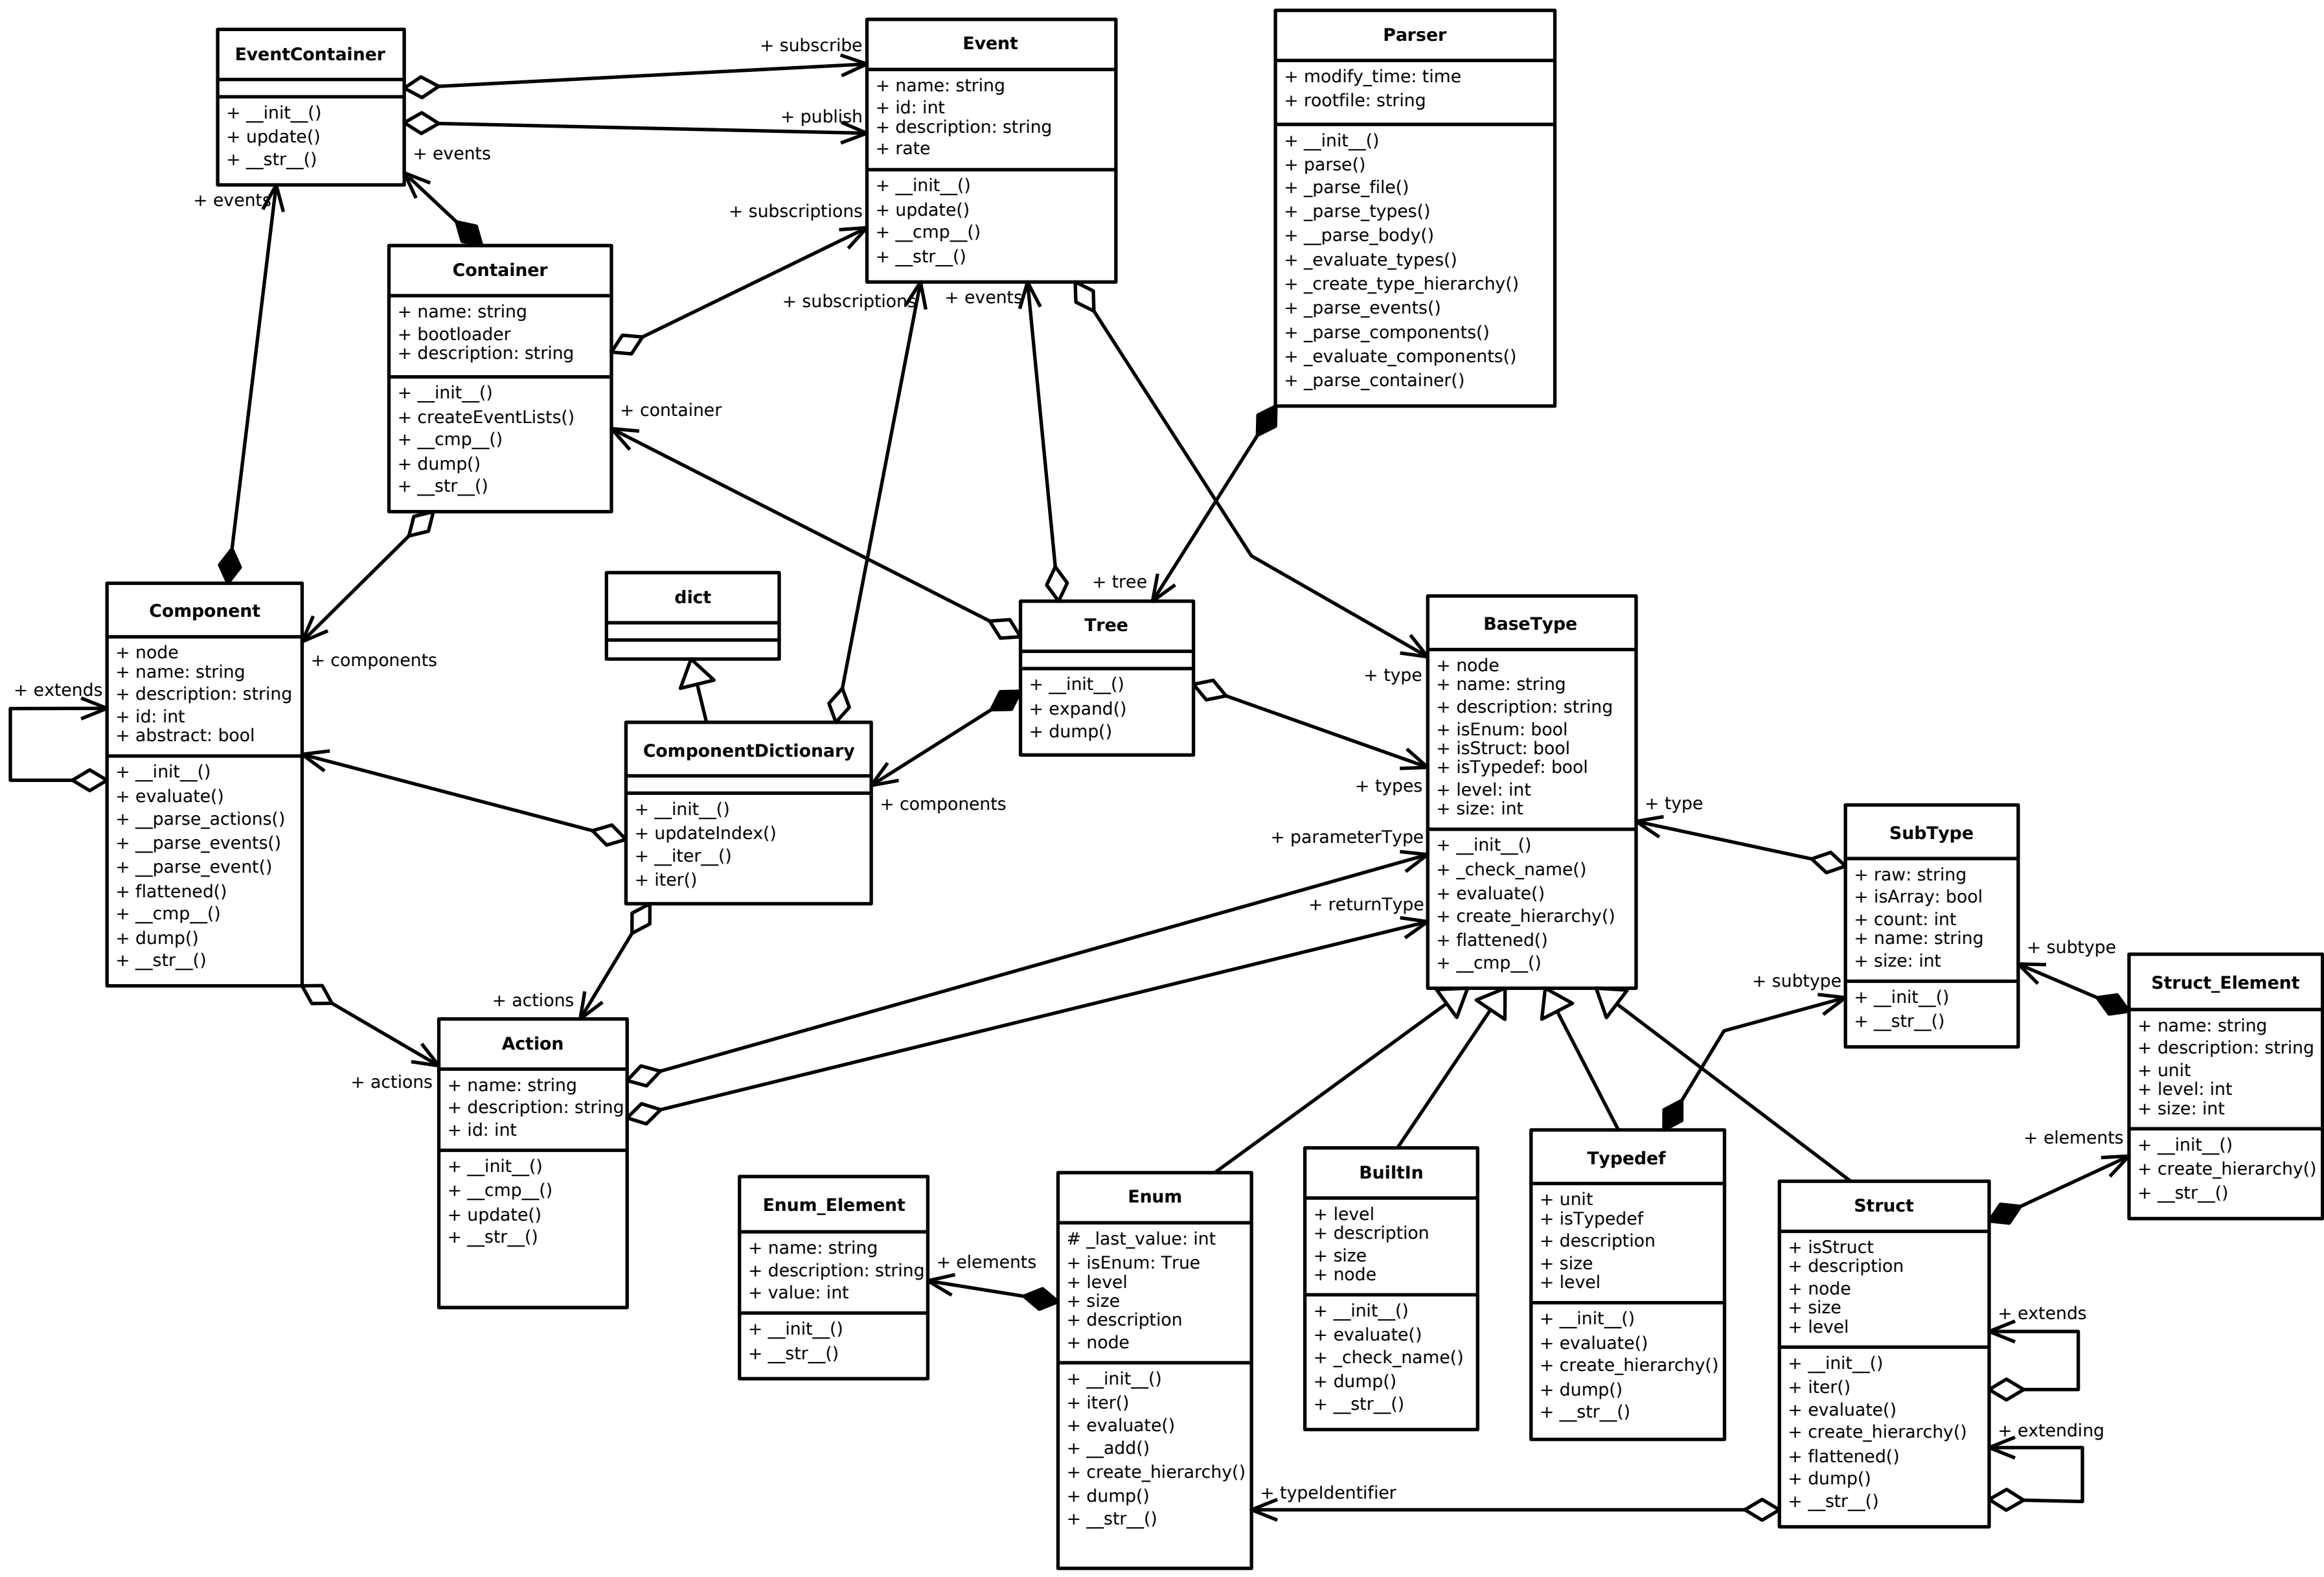 EventContainer
+ __init__()
+ update()
+ __str__()
+ subscribe
+ publish
+ events
+ events
Event
+ name: string
+ id: int
+ description: string
+ rate
+ __init__()
+ update()
+ __cmp__()
+ __str__()
+ subscriptions
+ subscriptions
+ events
Parser
+ modify_time: time
+ rootfile: string
+ __init__()
+ parse()
+ _parse_file()
+ _parse_types()
+ __parse_body()
+ _evaluate_types()
+ _create_type_hierarchy()
+ _parse_events()
+ _parse_components()
+ _evaluate_components()
+ _parse_container()
Container
+ name: string
+ bootloader
+ description: string
+ __init__()
+ createEventLists()
+ __cmp__()
+ dump()
+ __str__()
+ container
Component
+ node
+ name: string
+ description: string
+ id: int
+ abstract: bool
+ __init__()
+ evaluate()
+ __parse_actions()
+ __parse_events()
+ __parse_event()
+ flattened()
+ __cmp__()
+ dump()
+ __str__()
+ extends
+ components
dict
ComponentDictionary
+ __init__()
+ updateIndex()
+ __iter__()
+ iter()
+ components
+ tree
Tree
+ __init__()
+ expand()
+ dump()
+ type
+ types
+ parameterType
+ returnType
BaseType
+ node
+ name: string
+ description: string
+ isEnum: bool
+ isStruct: bool
+ isTypedef: bool
+ level: int
+ size: int
+ __init__()
+ _check_name()
+ evaluate()
+ create_hierarchy()
+ flattened()
+ __cmp__()
+ type
SubType
+ raw: string
+ isArray: bool
+ count: int
+ name: string
+ size: int
+ __init__()
+ __str__()
+ subtype
+ subtype
Struct_Element
+ name: string
+ description: string
+ unit
+ level: int
+ size: int
+ __init__()
+ create_hierarchy()
+ __str__()
+ elements
+ actions
+ actions
Action
+ name: string
+ description: string
+ id: int
+ __init__()
+ __cmp__()
+ update()
+ __str__()
Enum_Element
+ name: string
+ description: string
+ value: int
+ __init__()
+ __str__()
+ elements
Enum
# _last_value: int
+ isEnum: True
+ level
+ size
+ description
+ node
+ __init__()
+ iter()
+ evaluate()
+ __add()
+ create_hierarchy()
+ dump()
+ __str__()
BuiltIn
+ level
+ description
+ size
+ node
+ __init__()
+ evaluate()
+ _check_name()
+ dump()
+ __str__()
Typedef
+ unit
+ isTypedef
+ description
+ size
+ level
+ __init__()
+ evaluate()
+ create_hierarchy()
+ dump()
+ __str__()
Struct
+ isStruct
+ description
+ node
+ size
+ level
+ __init__()
+ iter()
+ evaluate()
+ create_hierarchy()
+ flattened()
+ dump()
+ __str__()
+ extends
+ extending
+ typeIdentifier